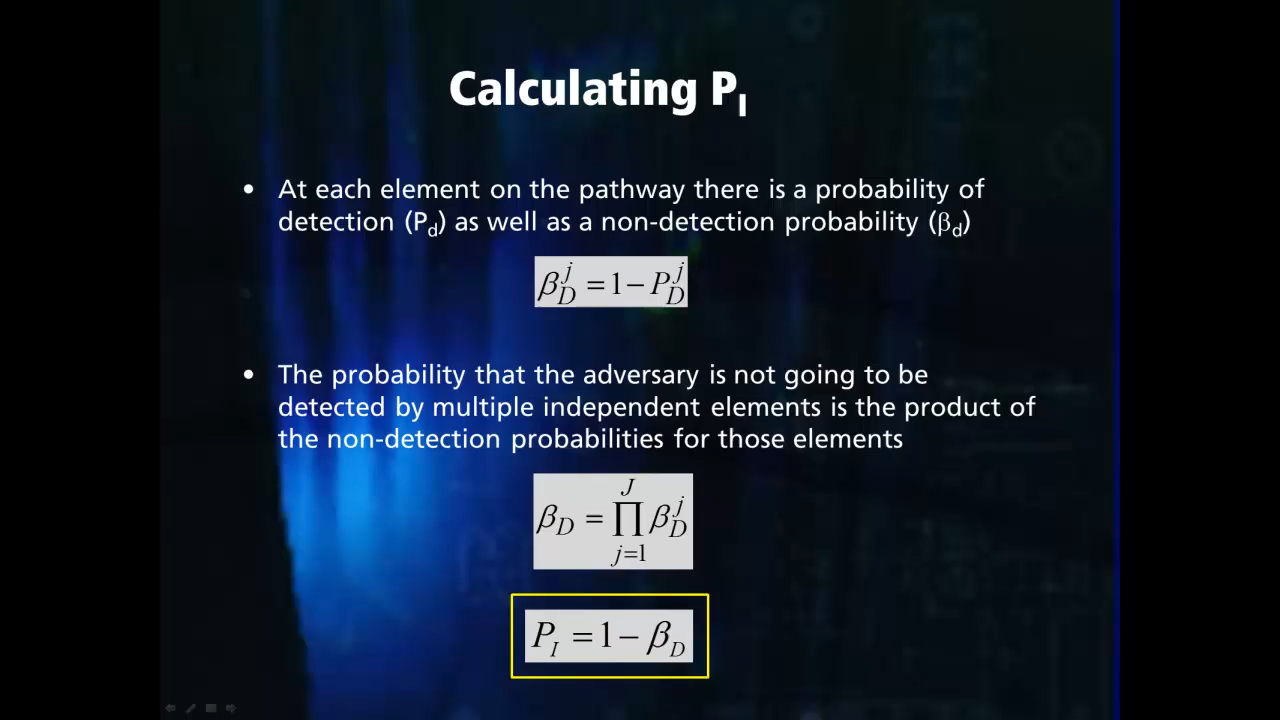 Calculating P_I
• At each element on the pathway there is a probability of
detection (P_d) as well as a non-detection probability (β_d)
β_D^j = 1 − P_D^j
• The probability that the adversary is not going to be
detected by multiple independent elements is the product of
the non-detection probabilities for those elements
β_D = ∏_{j=1}^{J} β_D^j
P_I = 1 − β_D